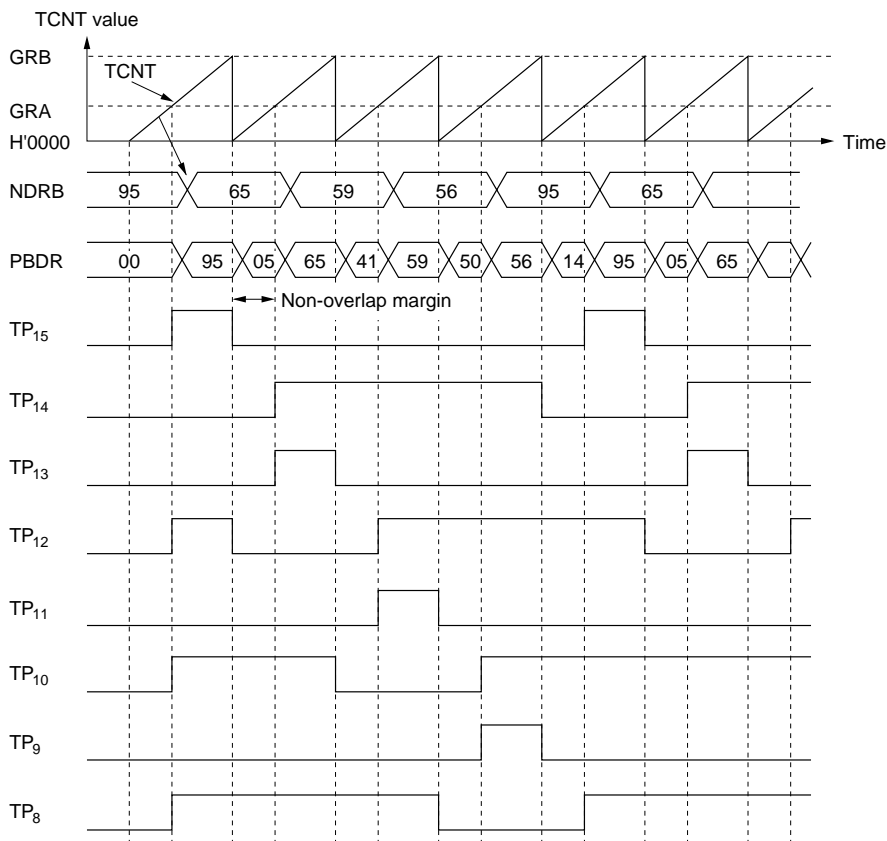 TCNT value
GRB
TCNT
GRA
H'0000
Time
NDRB 95 65 59 56 95 65
PBDR 00 95 05 65 41 59 50 56 14 95 05 65
Non-overlap margin
TP15
TP14
TP13
TP12
TP11
TP10
TP9
TP8